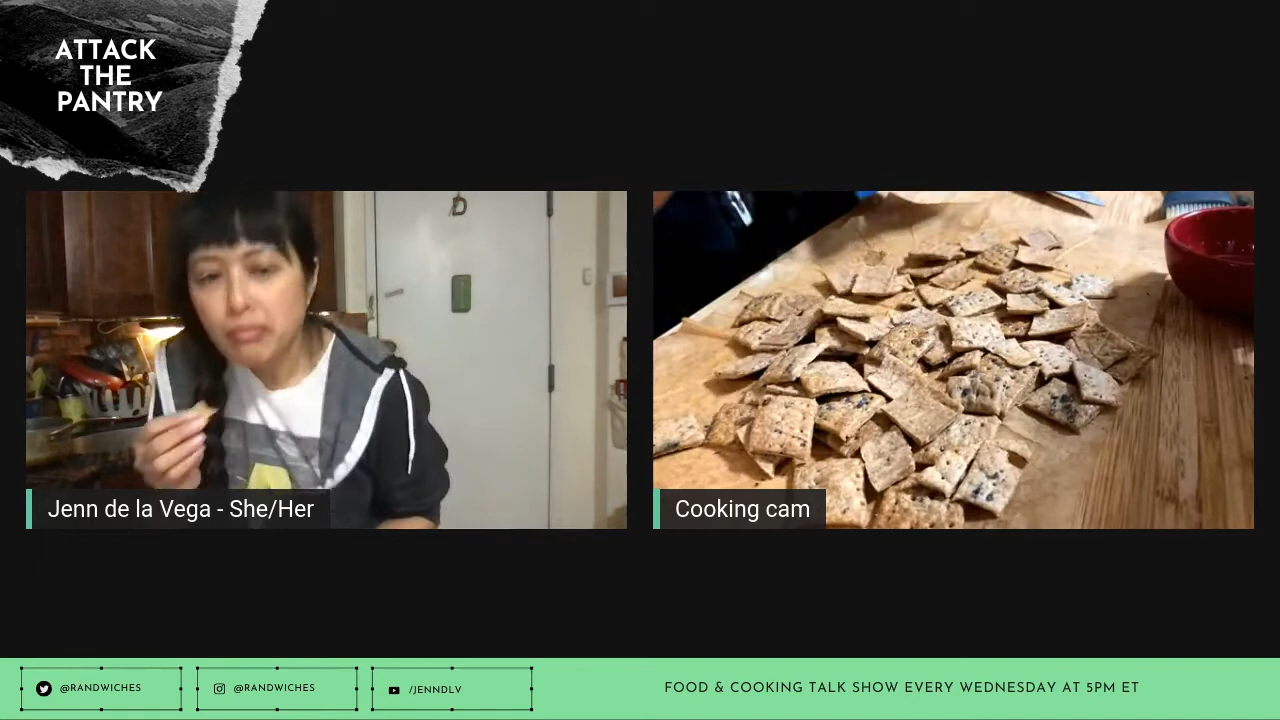 ATTACK
THE
PANTRY
D
Jenn de la Vega - She/Her
Cooking cam
@RANDWICHES
@RANDWICHES
/JENNDLV
FOOD & COOKING TALK SHOW EVERY WEDNESDAY AT 5PM ET